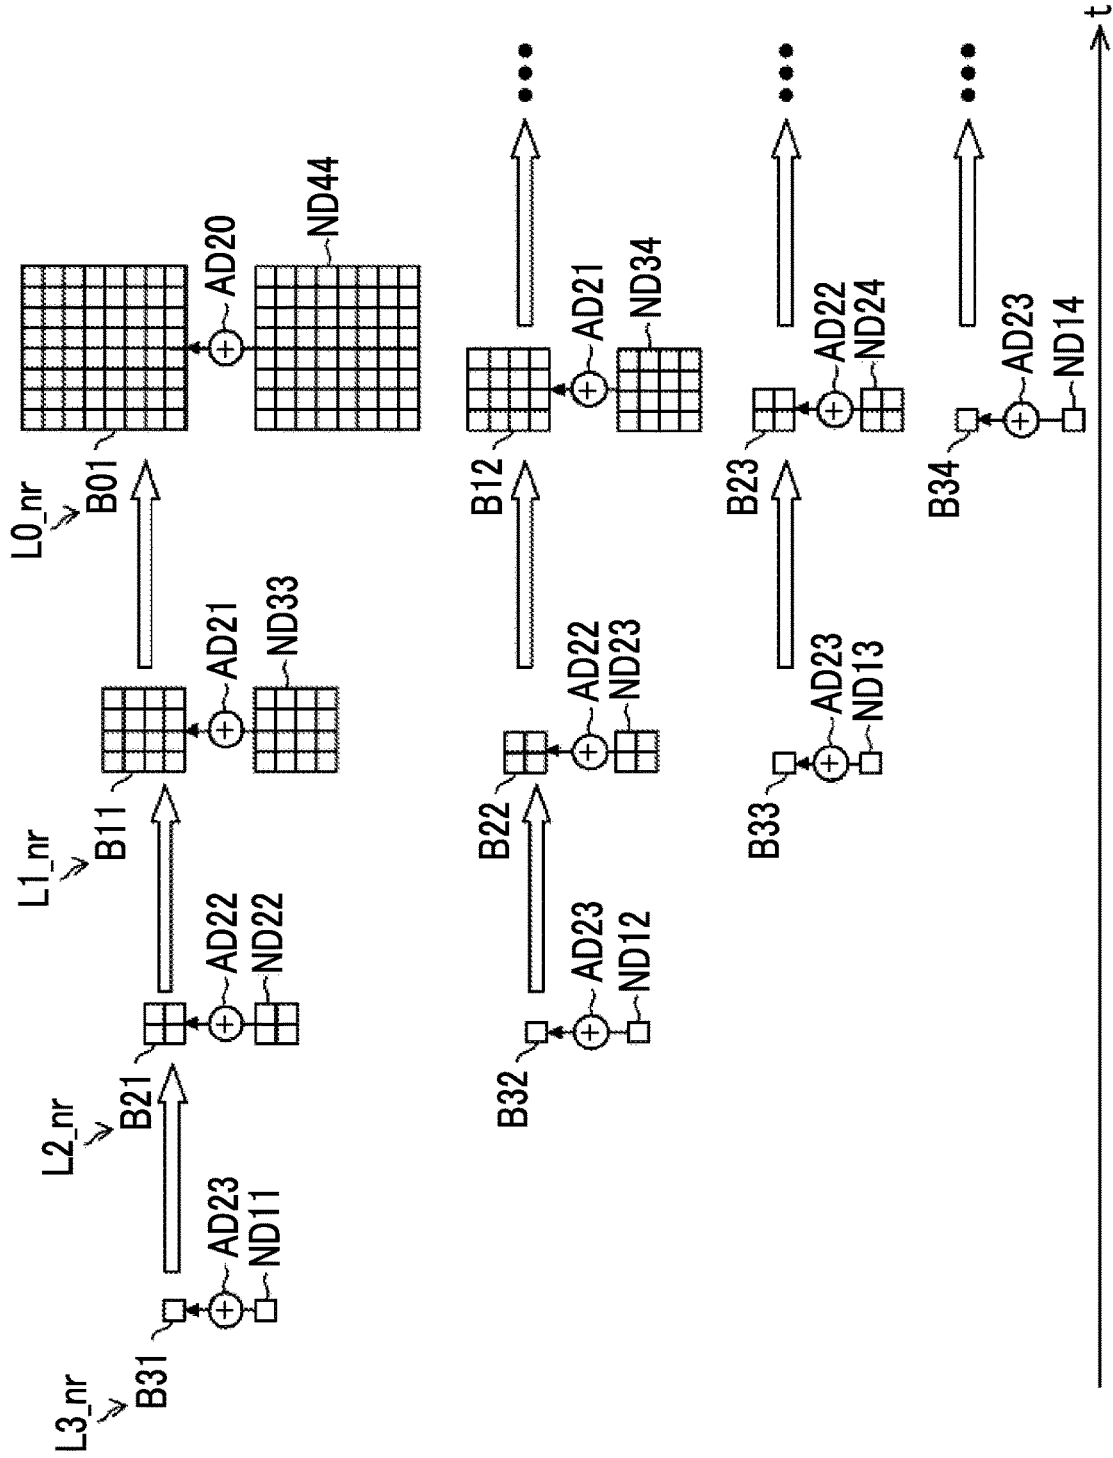 L3_nr
B31
AD23
ND11
L2_nr
B21
AD22
ND22
L1_nr
B11
AD21
ND33
L0_nr
B01
AD20
ND44
B32
AD23
ND12
B22
AD22
ND23
B12
AD21
ND34
B33
AD23
ND13
B23
AD22
ND24
B34
AD23
ND14
t